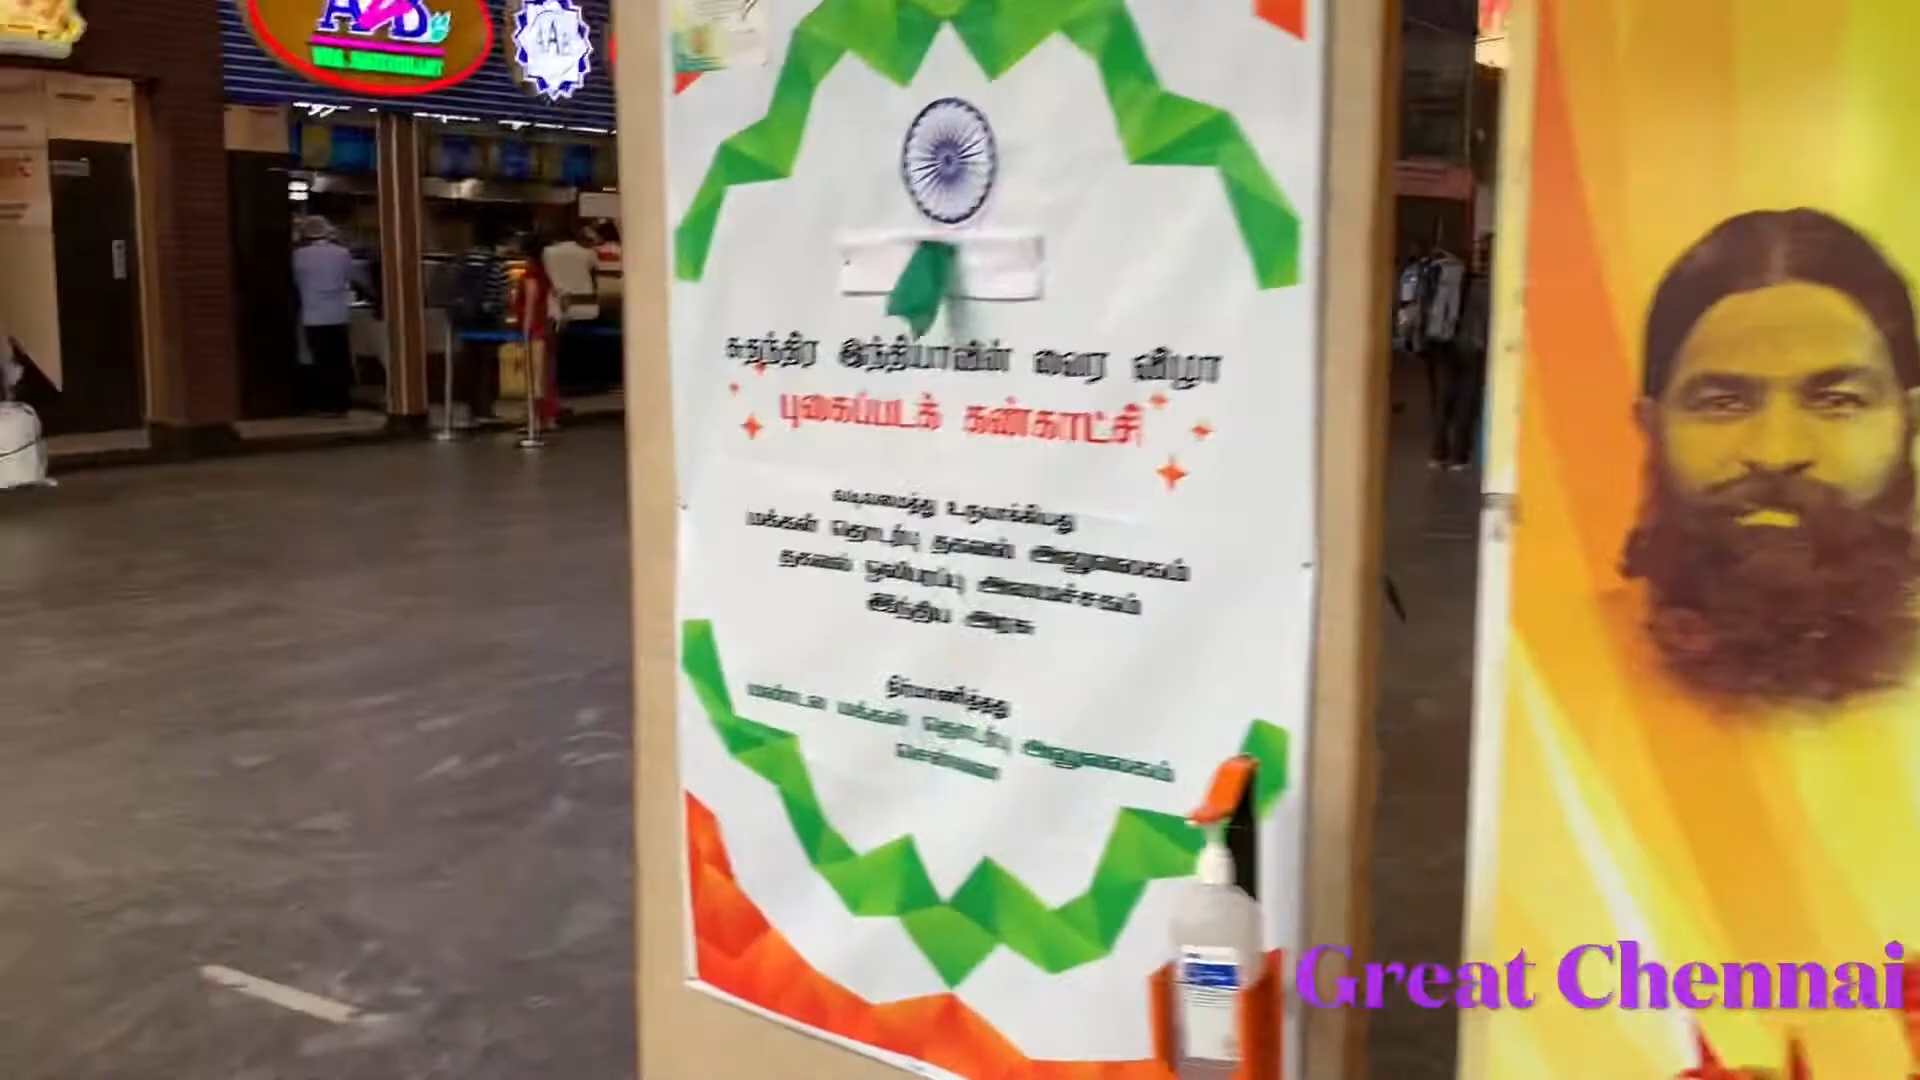 A2B
சுதந்திர இந்தியாவின் வைர விழா
புகைப்படக் கண்காட்சி
வடிவமைத்து உருவாக்கியது
மக்கள் தொடர்பு தகவல் அலுவலகம்
தகவல் ஒலிபரப்பு அமைச்சகம்
இந்திய அரசு
நிர்மாணித்தது
மண்டல மக்கள் தொடர்பு அலுவலகம்
சென்னை
Great Chennai